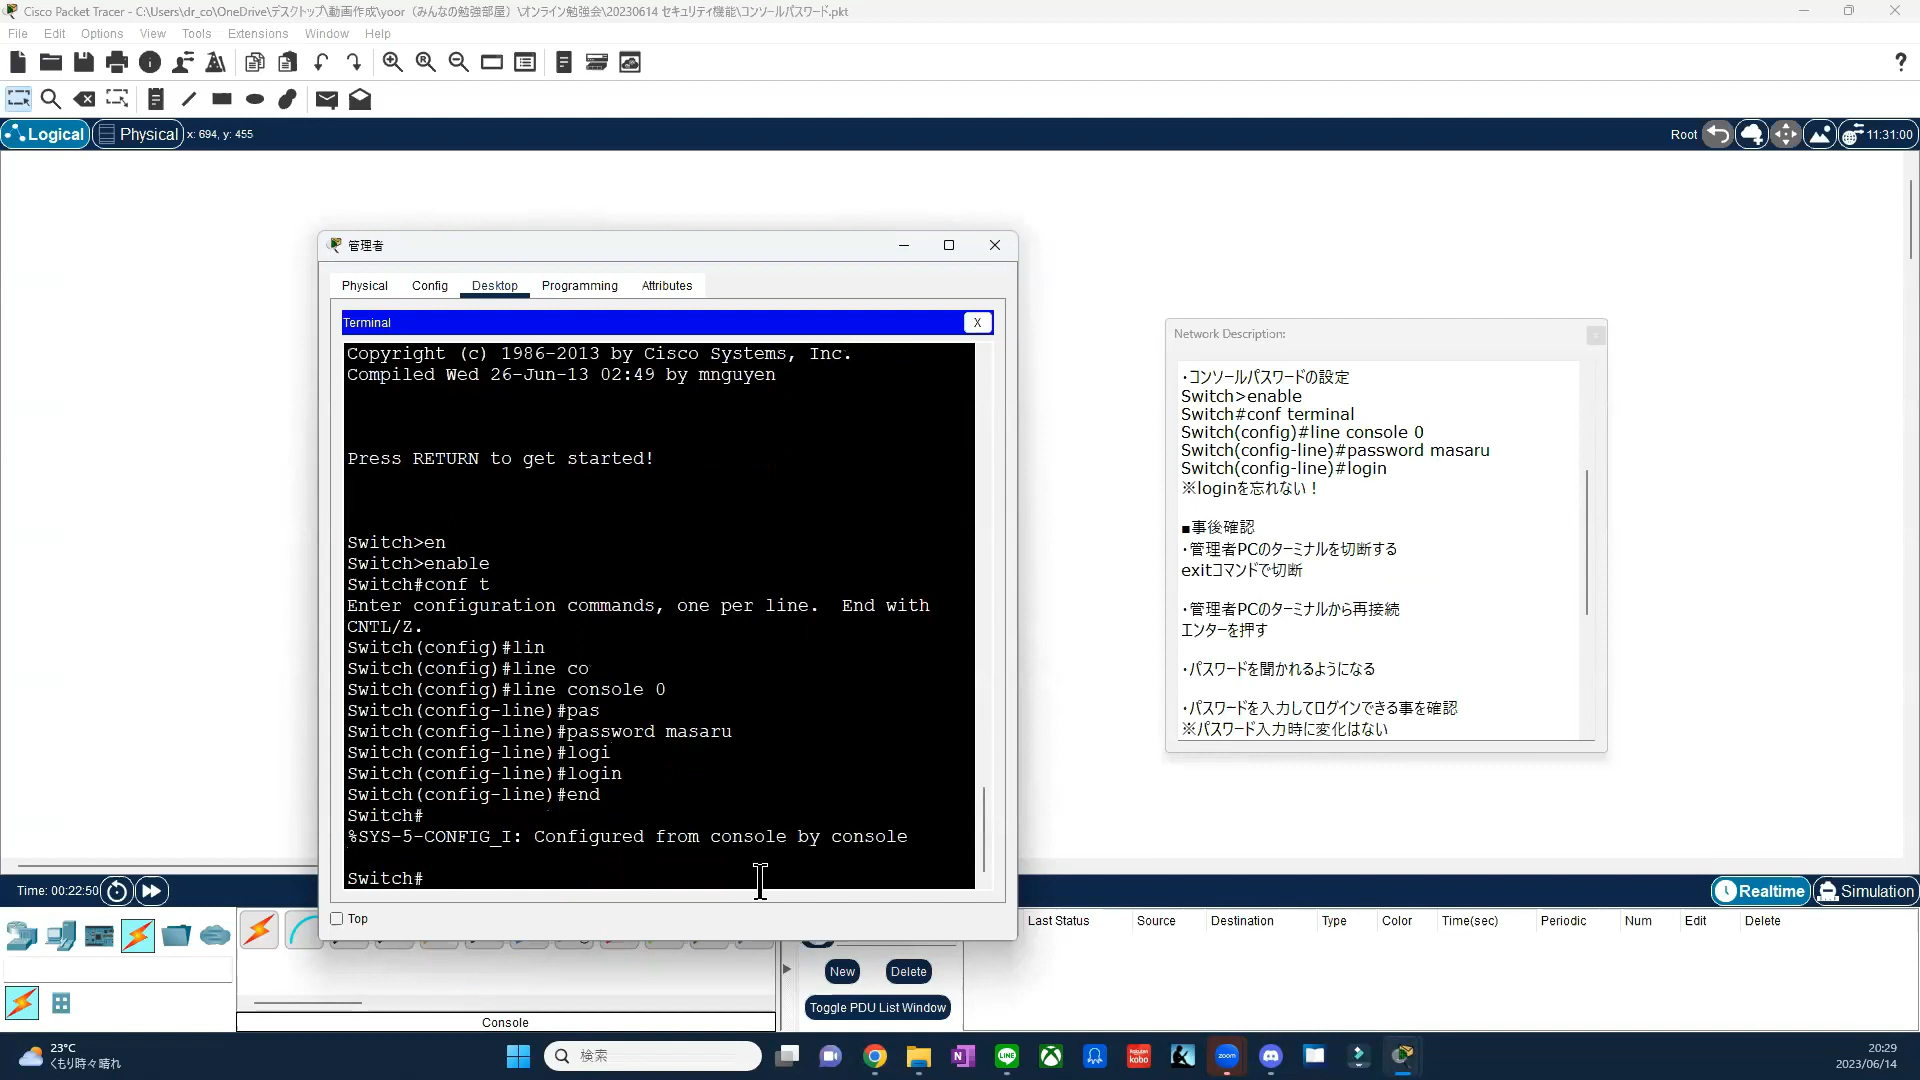 Cisco Packet Tracer - C:\Users\dr_co\OneDrive\デスクトップ\動画作成\yoor（みんなの勉強部屋）\オンライン勉強会\20230614 セキュリティ機能\コンソールパスワード.pkt
File Edit Options View Tools Extensions Window Help
Logical Physical x: 694, y: 455 Root 11:31:00
管理者
Physical Config Desktop Programming Attributes
Terminal X
Copyright (c) 1986-2013 by Cisco Systems, Inc.
Compiled Wed 26-Jun-13 02:49 by mnguyen
Press RETURN to get started!
Switch>en
Switch>enable
Switch#conf t
Enter configuration commands, one per line.  End with
CNTL/Z.
Switch(config)#lin
Switch(config)#line co
Switch(config)#line console 0
Switch(config-line)#pas
Switch(config-line)#password masaru
Switch(config-line)#logi
Switch(config-line)#login
Switch(config-line)#end
Switch#
%SYS-5-CONFIG_I: Configured from console by console
Switch#
Top
Network Description:
・コンソールパスワードの設定
Switch>enable
Switch#conf terminal
Switch(config)#line console 0
Switch(config-line)#password masaru
Switch(config-line)#login
※loginを忘れない！
■事後確認
・管理者PCのターミナルを切断する
exitコマンドで切断
・管理者PCのターミナルから再接続
エンターを押す
・パスワードを聞かれるようになる
・パスワードを入力してログインできる事を確認
※パスワード入力時に変化はない
Time: 00:22:50 Realtime Simulation
Last Status Source Destination Type Color Time(sec) Periodic Num Edit Delete
New Delete
Toggle PDU List Window
Console
23°C
くもり時々晴れ
検索
LINE
Rakuten kobo
zoom
20:29
2023/06/14